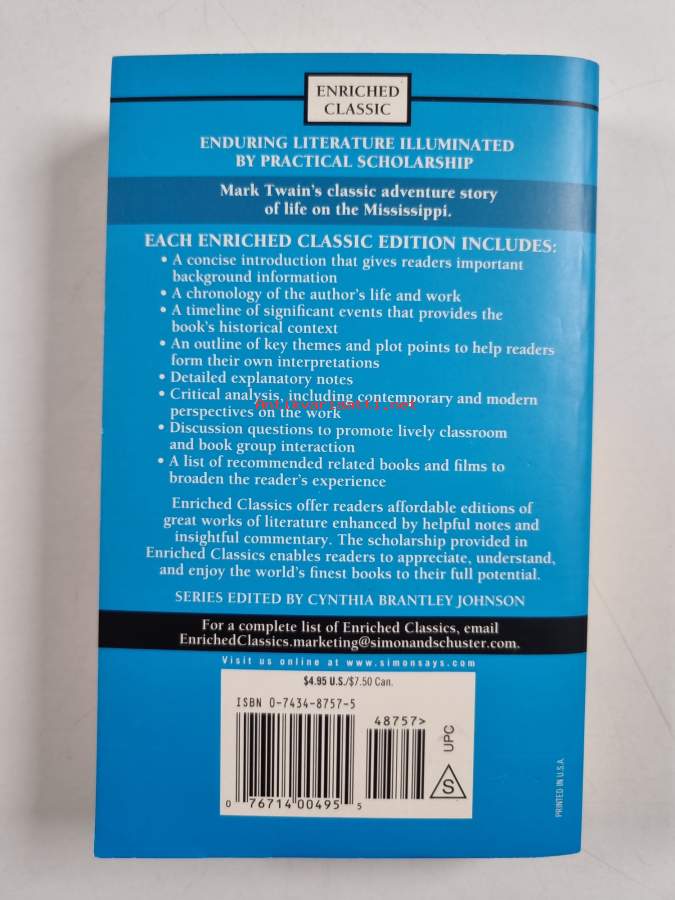 ENRICHED
CLASSIC
ENDURING LITERATURE ILLUMINATED
BY PRACTICAL SCHOLARSHIP
Mark Twain's classic adventure story
of life on the Mississippi.
EACH ENRICHED CLASSIC EDITION INCLUDES:
• A concise introduction that gives readers important
background information
• A chronology of the author's life and work
• A timeline of significant events that provides the
book's historical context
• An outline of key themes and plot points to help readers
form their own interpretations
• Detailed explanatory notes
• Critical analysis, including contemporary and modern
antikvariaatti.net
perspectives on the work
• Discussion questions to promote lively classroom
and book group interaction
• A list of recommended related books and films to
broaden the reader's experience
Enriched Classics offer readers affordable editions of
great works of literature enhanced by helpful notes and
insightful commentary. The scholarship provided in
Enriched Classics enables readers to appreciate, understand,
and enjoy the world's finest books to their full potential.
SERIES EDITED BY CYNTHIA BRANTLEY JOHNSON
For a complete list of Enriched Classics, email
EnrichedClassics.marketing@simonandschuster.com.
Visit us online at www.simonsays.com
$4.95 U.S./$7.50 Can.
ISBN 0-7434-8757-5
48757>
0 76714 00495 5
S
UPC
PRINTED IN U.S.A.